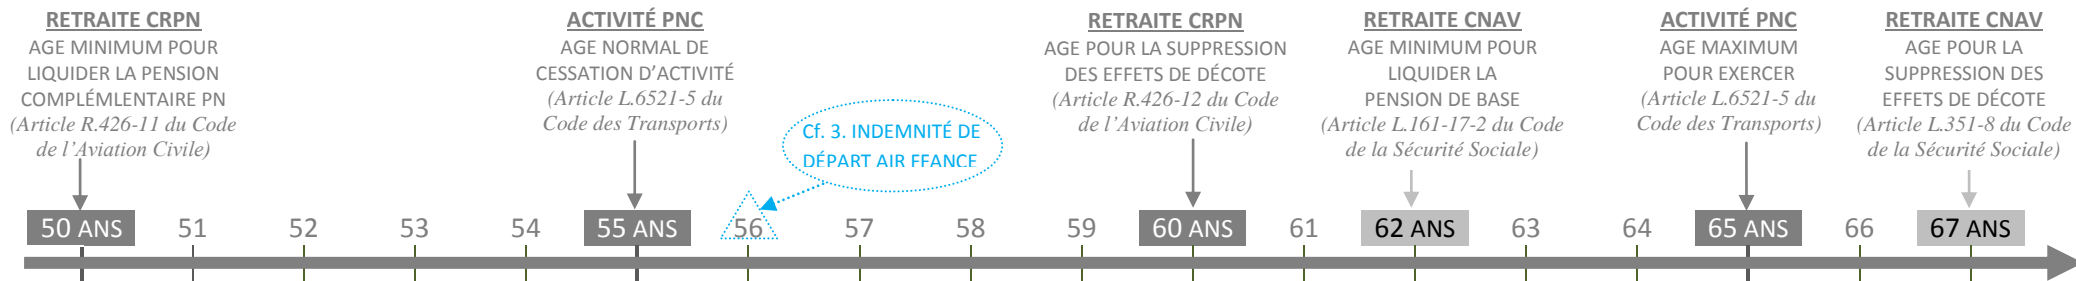 RETRAITE CRPN
AGE MINIMUM POUR
LIQUIDER LA PENSION
COMPLÉMLENTAIRE PN
(Article R.426-11 du Code
de l’Aviation Civile)
ACTIVITÉ PNC
AGE NORMAL DE
CESSATION D’ACTIVITÉ
(Article L.6521-5 du
Code des Transports)
Cf. 3. INDEMNITÉ DE
DÉPART AIR FFANCE
RETRAITE CRPN
AGE POUR LA SUPPRESSION
DES EFFETS DE DÉCOTE
(Article R.426-12 du Code
de l’Aviation Civile)
RETRAITE CNAV
AGE MINIMUM POUR
LIQUIDER LA
PENSION DE BASE
(Article L.161-17-2 du Code
de la Sécurité Sociale)
ACTIVITÉ PNC
AGE MAXIMUM
POUR EXERCER
(Article L.6521-5 du
Code des Transports)
RETRAITE CNAV
AGE POUR LA
SUPPRESSION DES
EFFETS DE DÉCOTE
(Article L.351-8 du Code
de la Sécurité Sociale)
50 ANS 51 52 53 54 55 ANS 56 57 58 59 60 ANS 61 62 ANS 63 64 65 ANS 66 67 ANS